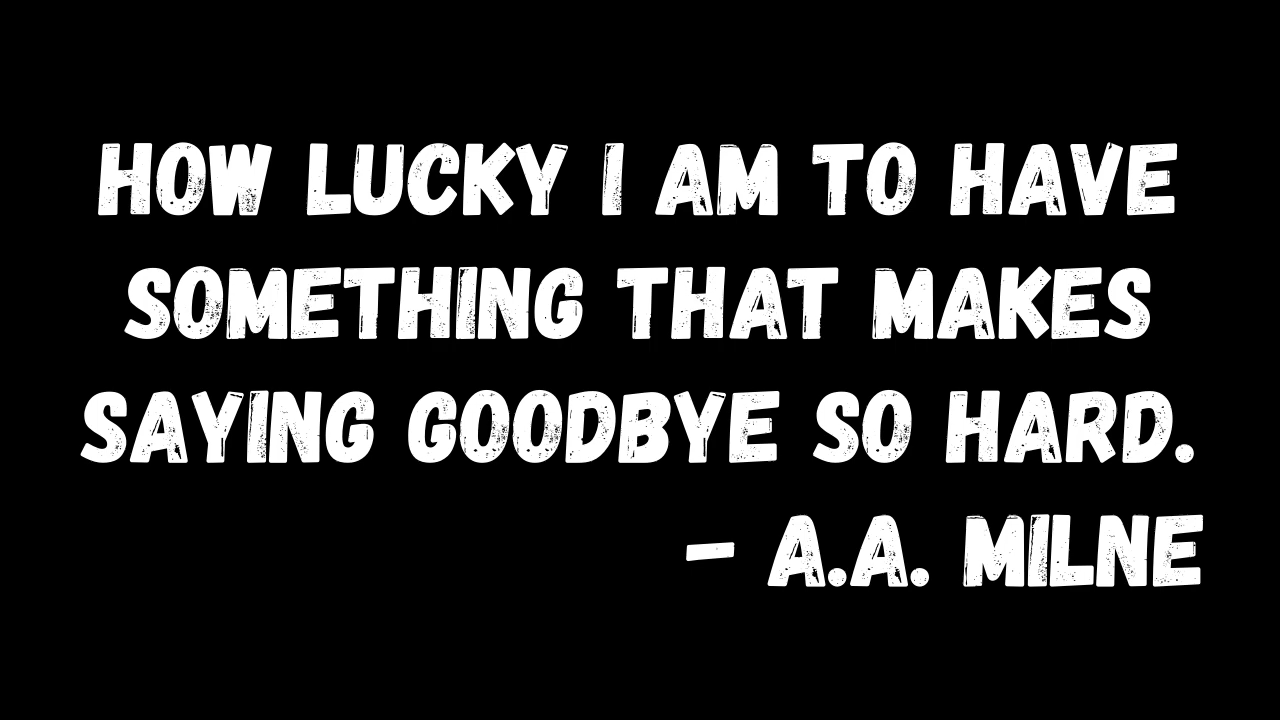 HOW LUCKY I AM TO HAVE
SOMETHING THAT MAKES
SAYING GOODBYE SO HARD.
- A.A. MILNE